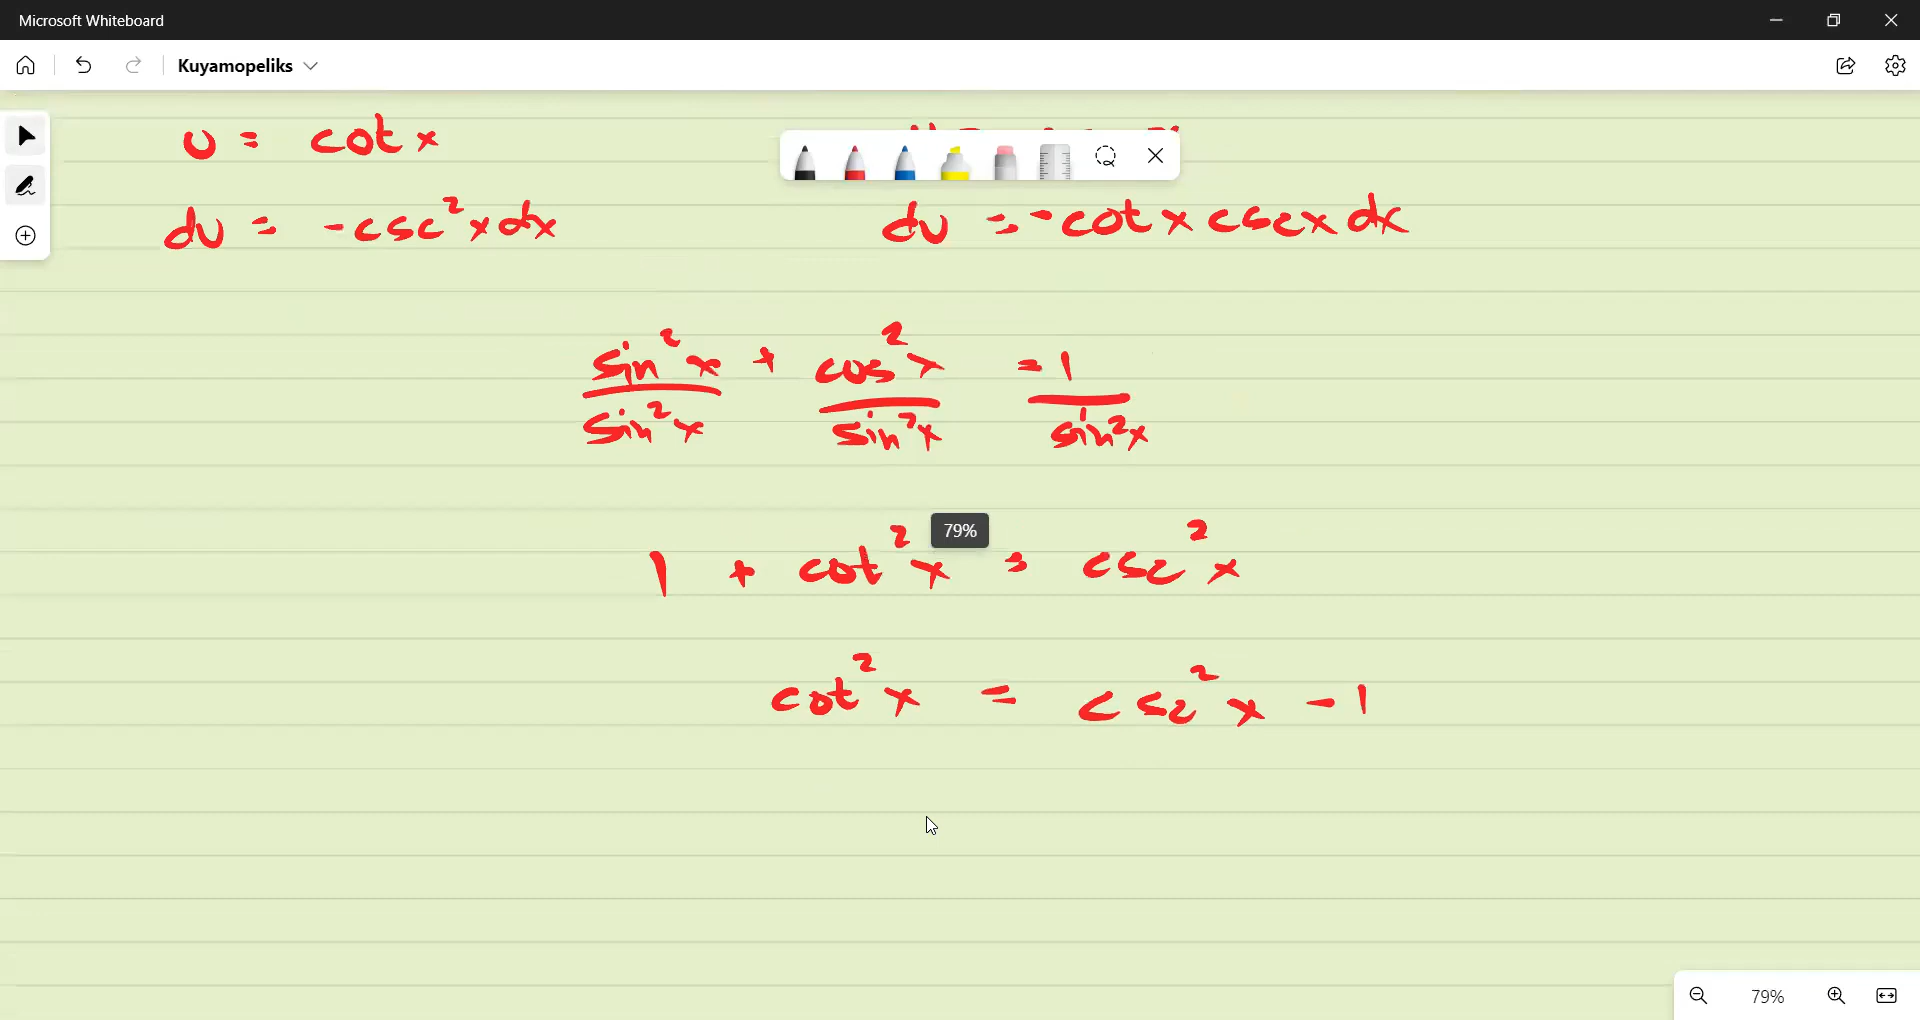 Microsoft Whiteboard
Kuyamopeliks
u = cot x
du = -csc²x dx
du = -cot x csc x dx
sin²x + cos²x = 1
sin²x sin²x sin²x
79%
1 + cot²x = csc²x
cot²x = csc²x - 1
79%